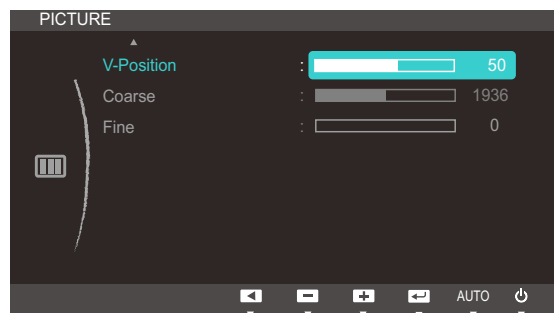 PICTURE
V-Position : 50
Coarse : 1936
Fine : 0
AUTO